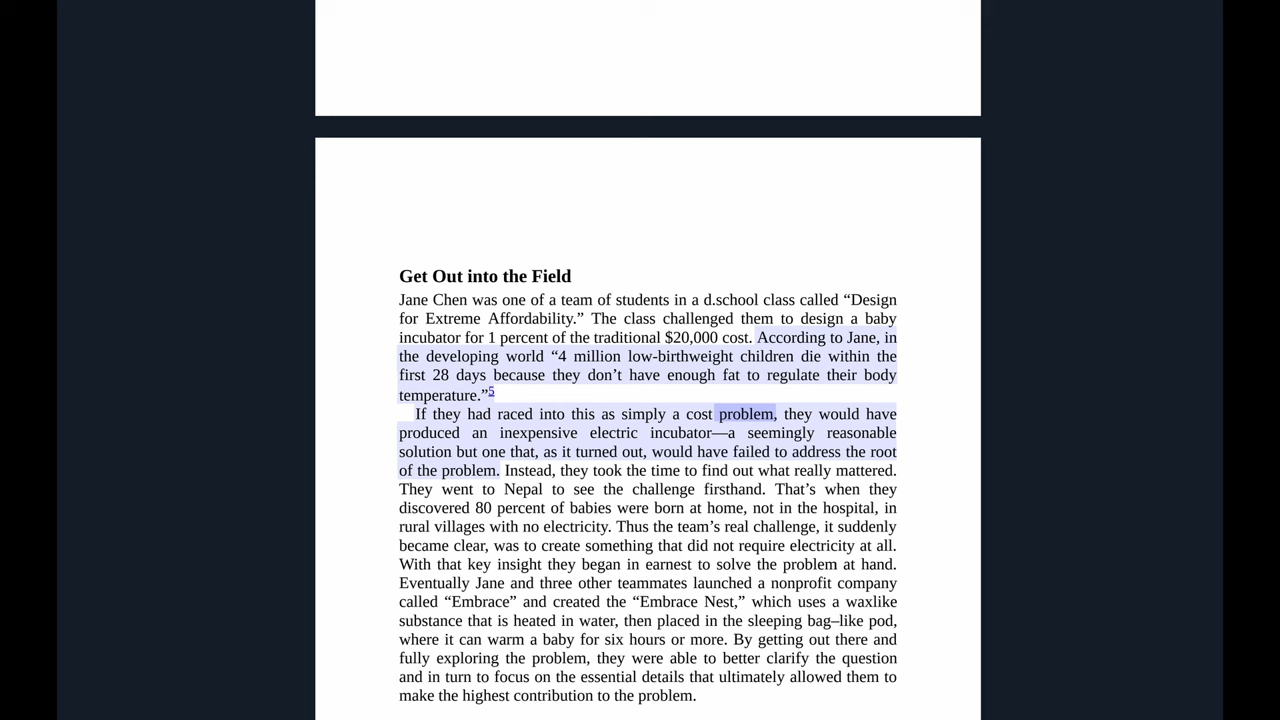 Get Out into the Field
Jane Chen was one of a team of students in a d.school class called “Design
for Extreme Affordability.” The class challenged them to design a baby
incubator for 1 percent of the traditional $20,000 cost. According to Jane, in
the developing world “4 million low-birthweight children die within the
first 28 days because they don’t have enough fat to regulate their body
temperature.”5
If they had raced into this as simply a cost problem, they would have
produced an inexpensive electric incubator—a seemingly reasonable
solution but one that, as it turned out, would have failed to address the root
of the problem. Instead, they took the time to find out what really mattered.
They went to Nepal to see the challenge firsthand. That’s when they
discovered 80 percent of babies were born at home, not in the hospital, in
rural villages with no electricity. Thus the team’s real challenge, it suddenly
became clear, was to create something that did not require electricity at all.
With that key insight they began in earnest to solve the problem at hand.
Eventually Jane and three other teammates launched a nonprofit company
called “Embrace” and created the “Embrace Nest,” which uses a waxlike
substance that is heated in water, then placed in the sleeping bag–like pod,
where it can warm a baby for six hours or more. By getting out there and
fully exploring the problem, they were able to better clarify the question
and in turn to focus on the essential details that ultimately allowed them to
make the highest contribution to the problem.